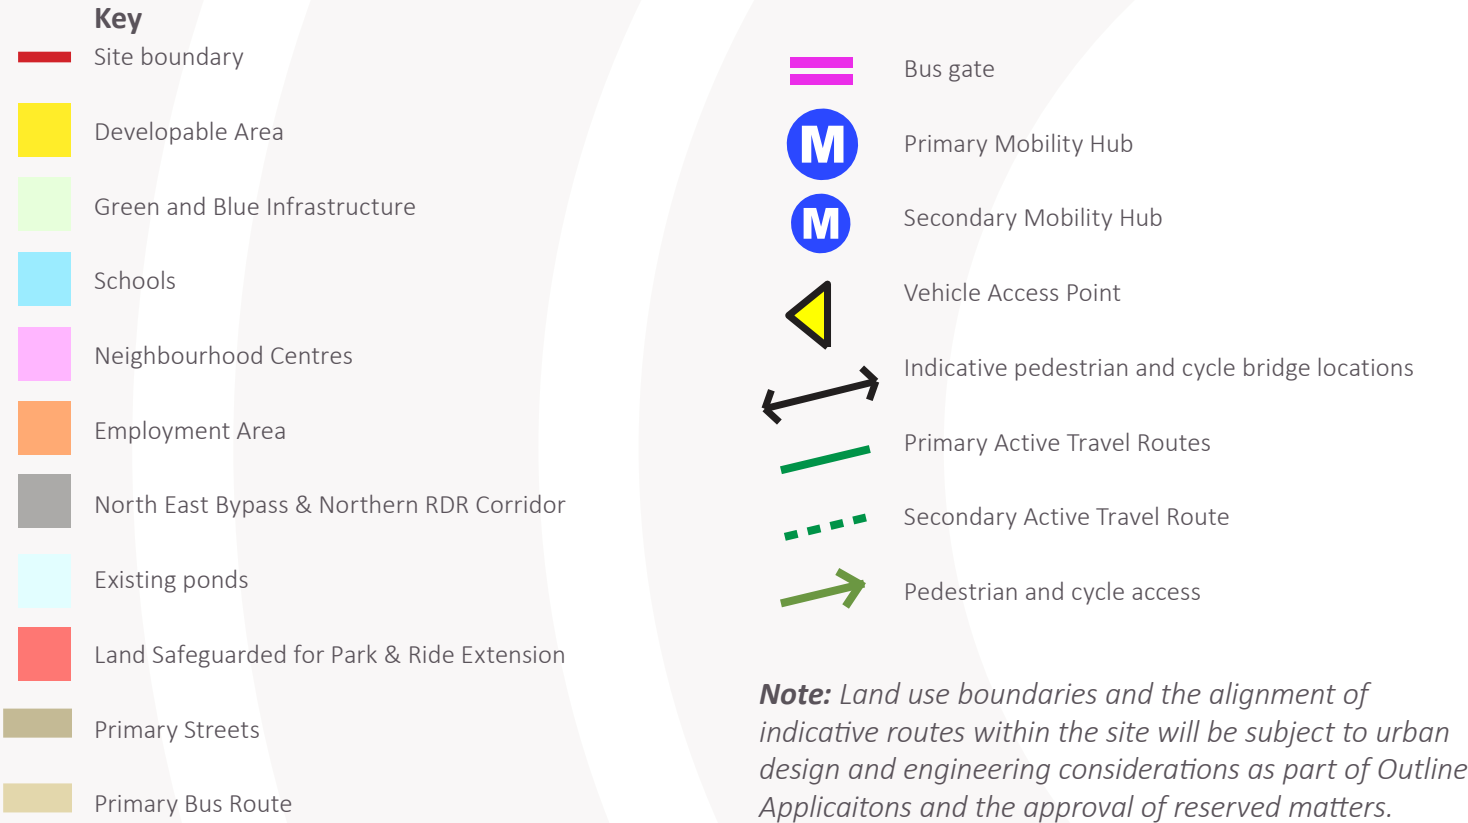 Key
Site boundary
Developable Area
Green and Blue Infrastructure
Schools
Neighbourhood Centres
Employment Area
North East Bypass & Northern RDR Corridor
Existing ponds
Land Safeguarded for Park & Ride Extension
Primary Streets
Primary Bus Route
Bus gate
M
Primary Mobility Hub
M
Secondary Mobility Hub
Vehicle Access Point
Indicative pedestrian and cycle bridge locations
Primary Active Travel Routes
Secondary Active Travel Route
Pedestrian and cycle access
Note: Land use boundaries and the alignment of
indicative routes within the site will be subject to urban
design and engineering considerations as part of Outline
Applicaitons and the approval of reserved matters.